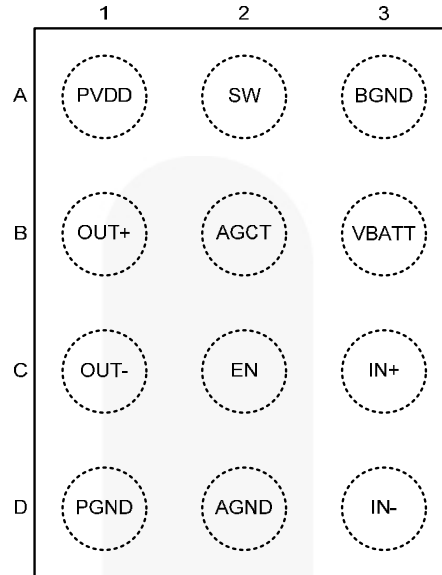 1 2 3
A PVDD SW BGND
B OUT+ AGCT VBATT
C OUT- EN IN+
D PGND AGND IN-